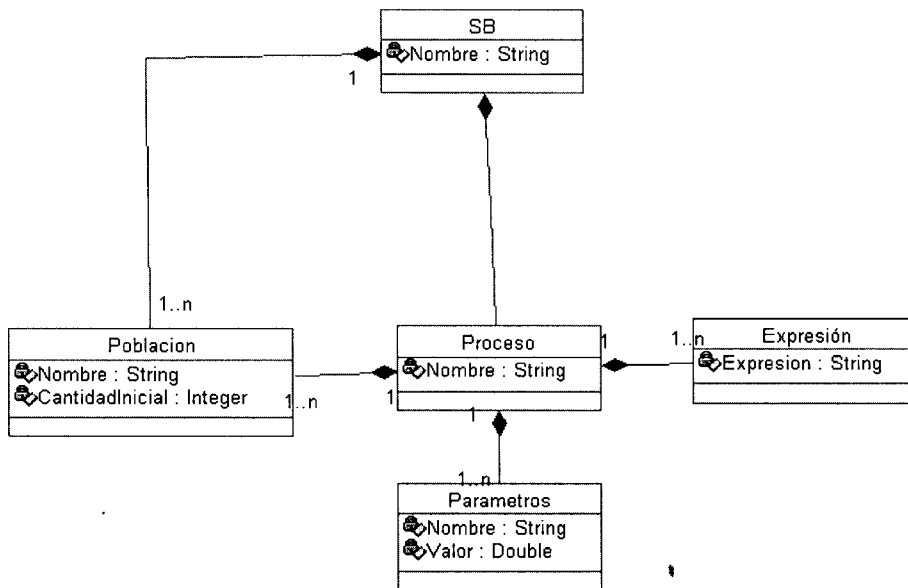 SB
Nombre : String
1
1..n
Poblacion
Nombre : String
CantidadInicial : Integer
1..n
Proceso
Nombre : String
1
1
1
1..n
Expresión
Expresion : String
1..n
Parametros
Nombre : String
Valor : Double